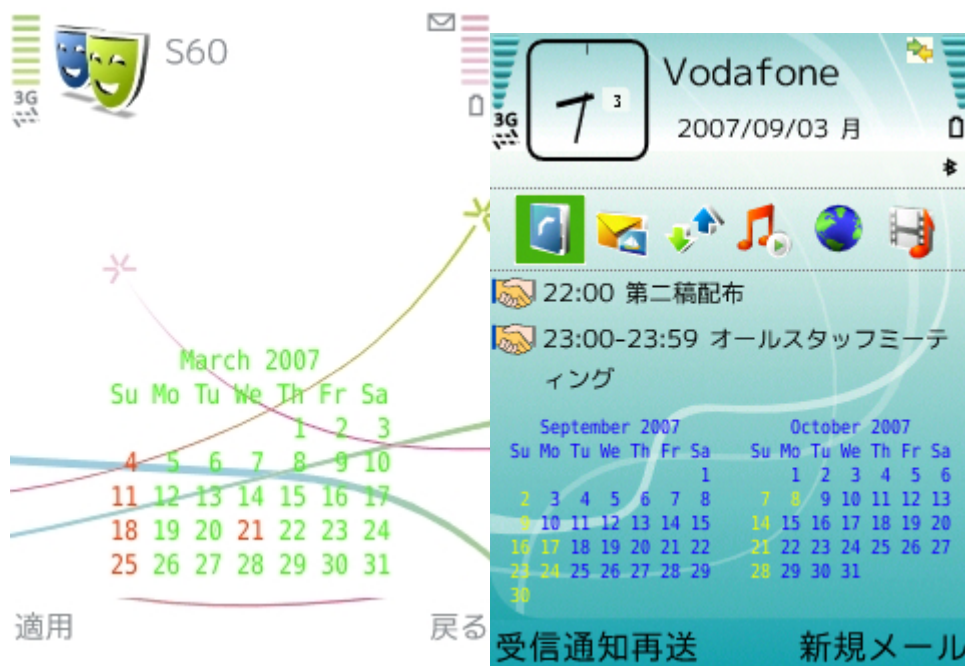 S60
3G
March 2007
Su Mo Tu We Th Fr Sa
1 2 3
4 5 6 7 8 9 10
11 12 13 14 15 16 17
18 19 20 21 22 23 24
25 26 27 28 29 30 31
適用 戻る
3
Vodafone
3G
2007/09/03 月
22:00 第二稿配布
23:00-23:59 オールスタッフミーテ
ィング
September 2007
Su Mo Tu We Th Fr Sa
1
2 3 4 5 6 7 8
9 10 11 12 13 14 15
16 17 18 19 20 21 22
23 24 25 26 27 28 29
30
October 2007
Su Mo Tu We Th Fr Sa
1 2 3 4 5 6
7 8 9 10 11 12 13
14 15 16 17 18 19 20
21 22 23 24 25 26 27
28 29 30 31
受信通知再送 新規メール